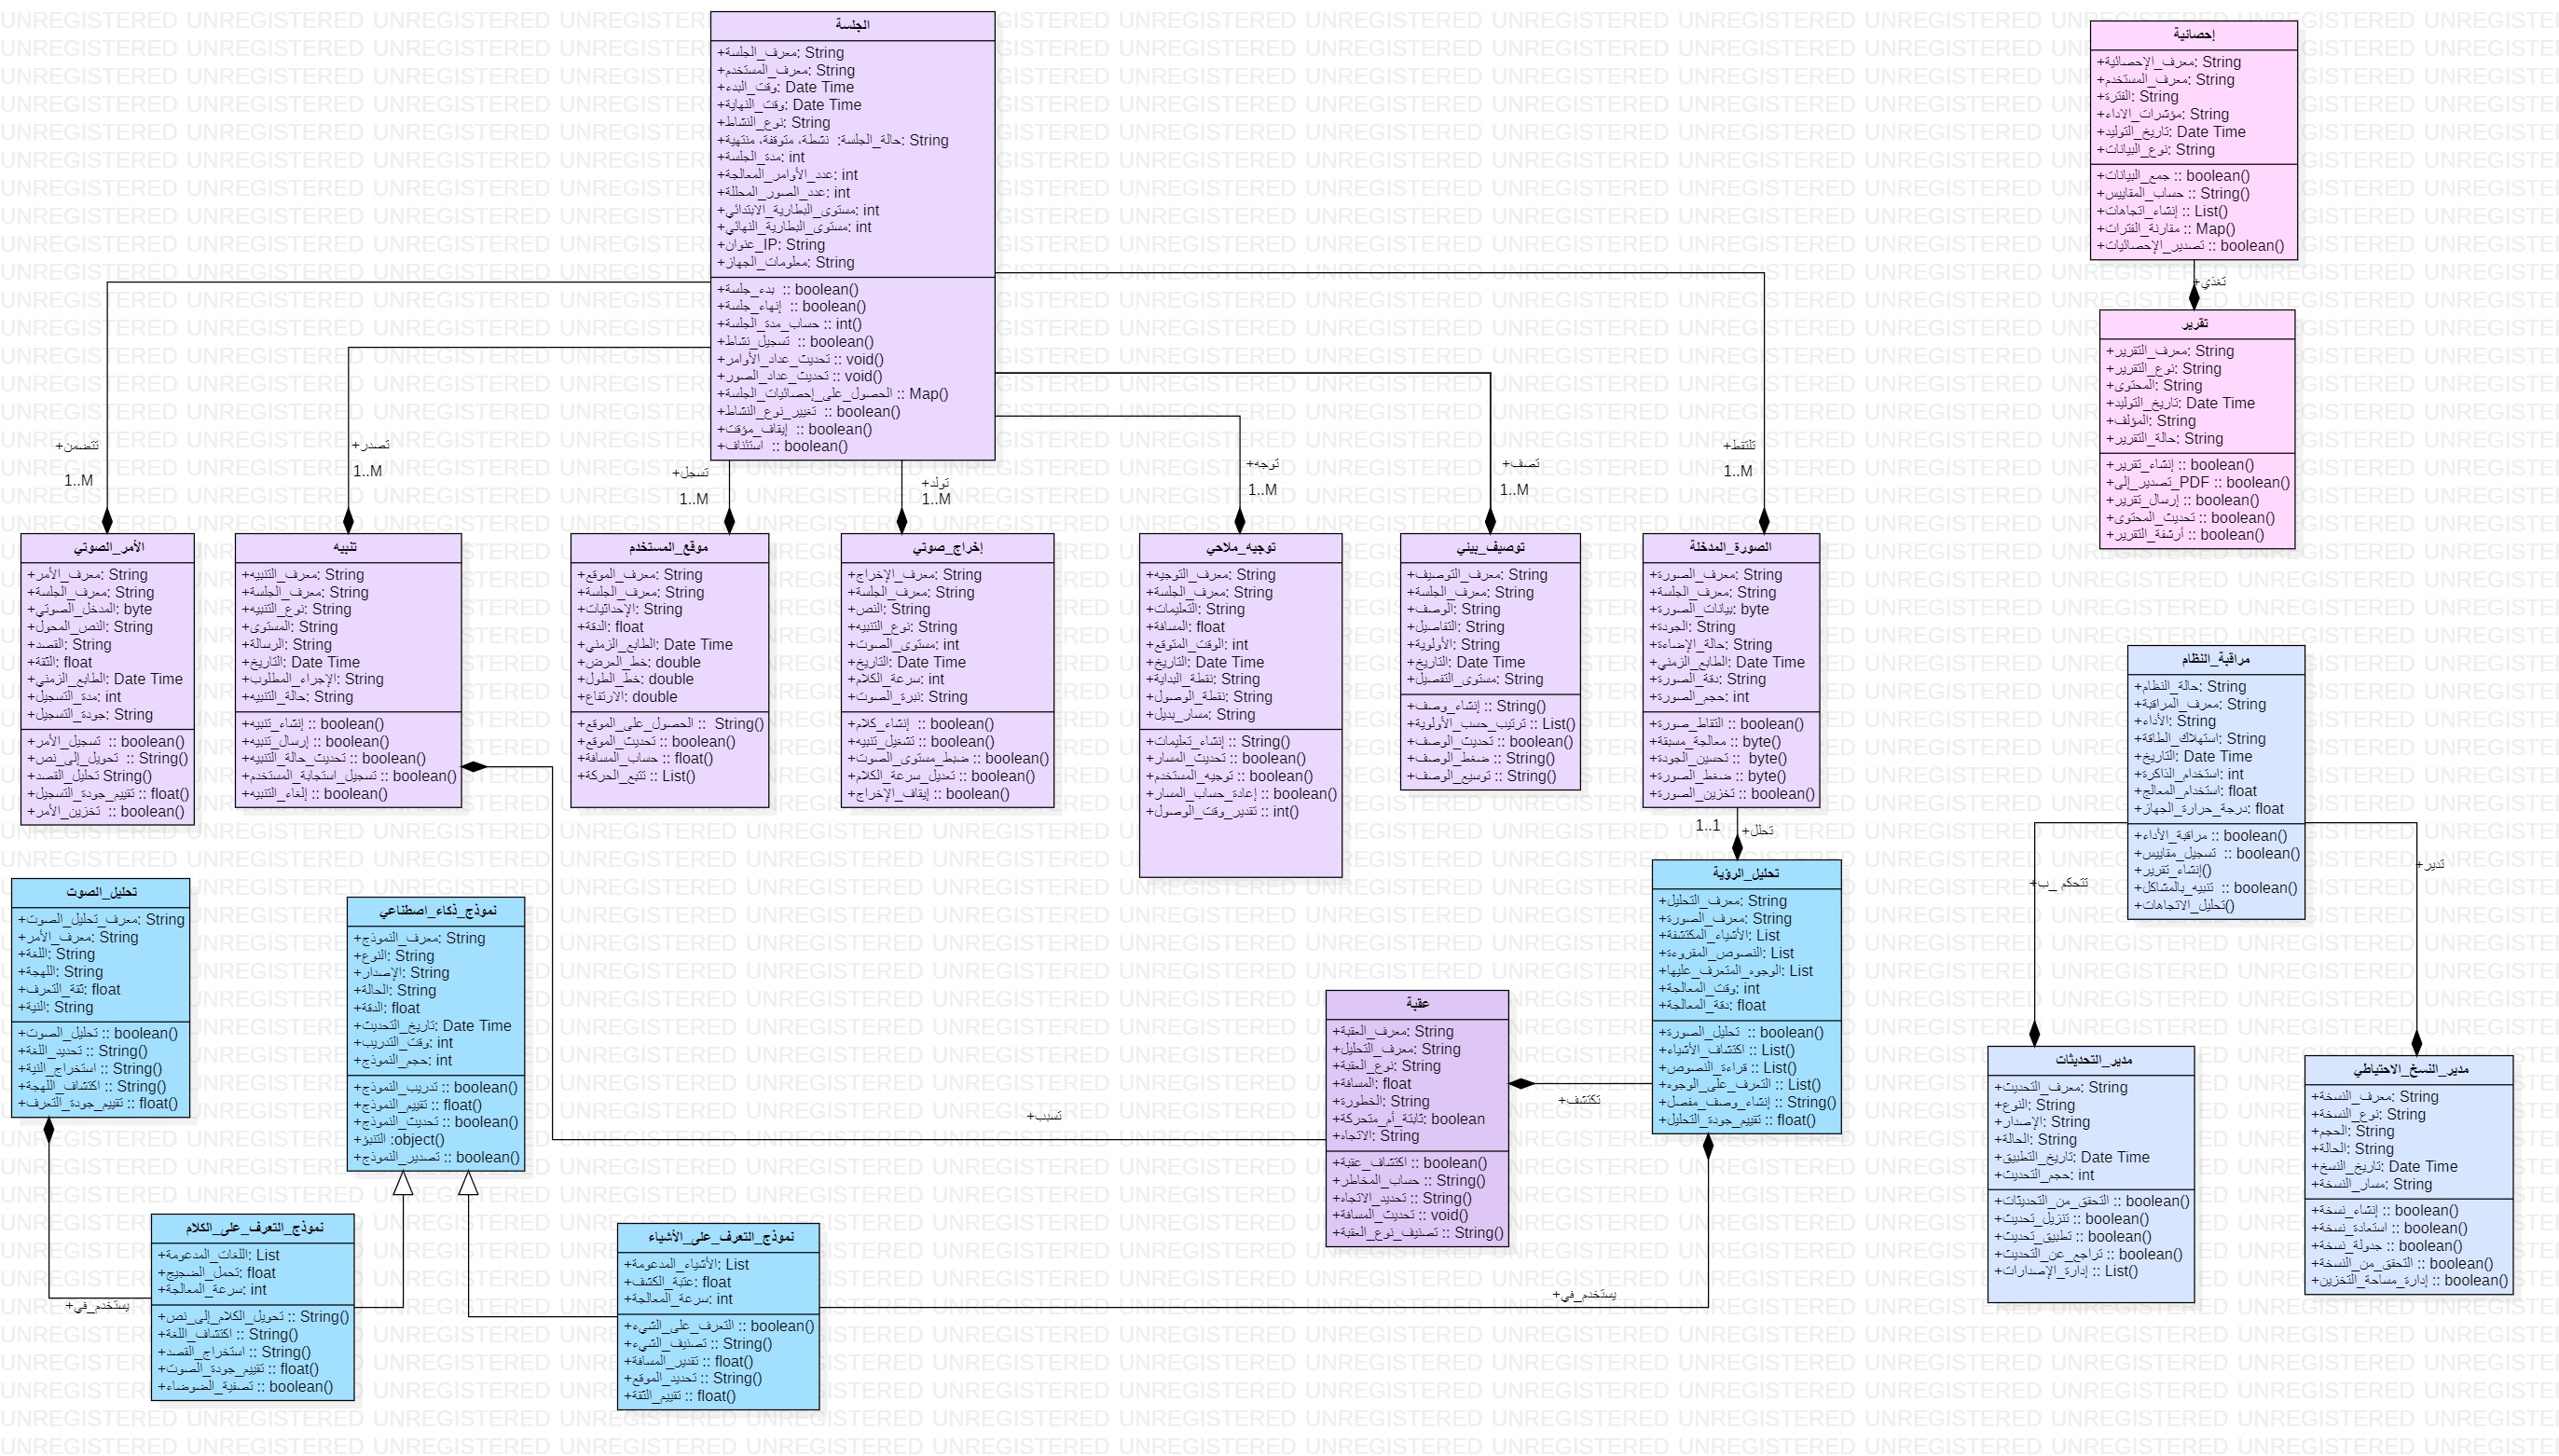 الجلسة
+معرف_الجلسة: String
+معرف_المستخدم: String
+وقت_البدء: Date Time
+وقت_النهاية: Date Time
+نوع_النشاط: String
+حالة_الجلسة: نشطة، متوقفة، منتهية: String
+مدة_الجلسة: int
+عدد_الأوامر_المعالجة: int
+عدد_الصور_المحللة: int
+مستوى_البطارية_الابتدائي: int
+مستوى_البطارية_النهائي: int
+عنوان_IP: String
+معلومات_الجهاز: String
+بدء_جلسة :: boolean()
+إنهاء_جلسة :: boolean()
+حساب_مدة_الجلسة :: int()
+تسجيل_نشاط :: boolean()
+تحديث_عداد_الأوامر :: void()
+تحديث_عداد_الصور :: void()
+الحصول_على_إحصائيات_الجلسة :: Map()
+تغيير_نوع_النشاط :: boolean()
+إيقاف_مؤقت :: boolean()
+استئناف :: boolean()
إحصائية
+معرف_الإحصائية: String
+معرف_المستخدم: String
+الفترة: String
+مؤشرات_الاداء: String
+تاريخ_التوليد: Date Time
+نوع_البيانات: String
+جمع_البيانات :: boolean()
+حساب_المقاييس :: String()
+إنشاء_اتجاهات :: List()
+مقارنة_الفترات :: Map()
+تصدير_الإحصائيات :: boolean()
+تغذي
تقرير
+معرف_التقرير: String
+نوع_التقرير: String
+المحتوى: String
+تاريخ_التوليد: Date Time
+المؤلف: String
+حالة_التقرير: String
+إنشاء_تقرير :: boolean()
+تصدير_إلى_PDF :: boolean()
+إرسال_تقرير :: boolean()
+تحديث_المحتوى :: boolean()
+أرشفة_التقرير :: boolean()
+تتضمن
1..M
+تصدر
1..M
+تسجل
1..M
+تولد
1..M
+توجه
1..M
+تصف
1..M
+تلتقط
1..M
الأمر_الصوتي
+معرف_الأمر: String
+معرف_الجلسة: String
+المدخل_الصوتي: byte
+النص_المحول: String
+القصد: String
+الثقة: float
+الطابع_الزمني: Date Time
+مدة_التسجيل: int
+جودة_التسجيل: String
+تسجيل_الأمر :: boolean()
+تحويل_إلى_نص :: String()
+تحليل_القصد String()
+تقييم_جودة_التسجيل :: float()
+تخزين_الأمر :: boolean()
تنبيه
+معرف_التنبيه: String
+معرف_الجلسة: String
+نوع_التنبيه: String
+المستوى: String
+الرسالة: String
+التاريخ: Date Time
+الإجراء_المطلوب: String
+حالة_التنبيه: String
+إنشاء_تنبيه :: boolean()
+إرسال_تنبيه :: boolean()
+تحديث_حالة_التنبيه :: boolean()
+تسجيل_استجابة_المستخدم :: boolean()
+إلغاء_التنبيه :: boolean()
موقع_المستخدم
+معرف_الموقع: String
+معرف_الجلسة: String
+الإحداثيات: String
+الدقة: float
+الطابع_الزمني: Date Time
+خط_العرض: double
+خط_الطول: double
+الارتفاع: double
+الحصول_على_الموقع :: String()
+تحديث_الموقع :: boolean()
+حساب_المسافة :: float()
+تتبع_الحركة :: List()
إخراج_صوتي
+معرف_الإخراج: String
+معرف_الجلسة: String
+النص: String
+نوع_التنبيه: String
+مستوى_الصوت: int
+التاريخ: Date Time
+سرعة_الكلام: int
+نبرة_الصوت: String
+إنشاء_كلام :: boolean()
+تشغيل_تنبيه :: boolean()
+ضبط_مستوى_الصوت :: boolean()
+تعديل_سرعة_الكلام :: boolean()
+إيقاف_الإخراج :: boolean()
توجيه_ملاحي
+معرف_التوجيه: String
+معرف_الجلسة: String
+التعليمات: String
+المسافة: float
+الوقت_المتوقع: int
+التاريخ: Date Time
+نقطة_البداية: String
+نقطة_الوصول: String
+مسار_بديل: String
+إنشاء_تعليمات :: String()
+تحديث_المسار :: boolean()
+توجيه_المستخدم :: boolean()
+إعادة_حساب_المسار :: boolean()
+تقدير_وقت_الوصول :: int()
توصيف_بيئي
+معرف_التوصيف: String
+معرف_الجلسة: String
+الوصف: String
+التفاصيل: String
+الأولوية: String
+التاريخ: Date Time
+مستوى_التفصيل: String
+إنشاء_وصف :: String()
+ترتيب_حسب_الأولوية :: List()
+تحديث_الوصف :: boolean()
+ضغط_الوصف :: String()
+توسيع_الوصف :: String()
الصورة_المدخلة
+معرف_الصورة: String
+معرف_الجلسة: String
+بيانات_الصورة: byte
+الجودة: String
+حالة_الإضاءة: String
+الطابع_الزمني: Date Time
+دقة_الصورة: String
+حجم_الصورة: int
+التقاط_صورة :: boolean()
+معالجة_مسبقة :: byte()
+تحسين_الجودة :: byte()
+ضغط_الصورة :: byte()
+تخزين_الصورة :: boolean()
1..1
+تحلل
مراقبة_النظام
+حالة_النظام: String
+معرف_المراقبة: String
+الأداء: String
+استهلاك_الطاقة: String
+التاريخ: Date Time
+استخدام_الذاكرة: int
+استخدام_المعالج: float
+درجة_حرارة_الجهاز: float
+مراقبة_الأداء :: boolean()
+تسجيل_مقاييس :: boolean()
+إنشاء_تقرير()
+تنبيه_بالمشاكل :: boolean()
+تحليل_الاتجاهات()
+تتحكم _ب
+تدير
تحليل_الصوت
+معرف_تحليل_الصوت: String
+معرف_الأمر: String
+اللغة: String
+اللهجة: String
+ثقة_التعرف: float
+النية: String
+تحليل_الصوت :: boolean()
+تحديد_اللغة :: String()
+استخراج_النية :: String()
+اكتشاف_اللهجة :: String()
+تقييم_جودة_التعرف :: float()
نموذج_ذكاء_اصطناعي
+معرف_النموذج: String
+النوع: String
+الإصدار: String
+الحالة: String
+الدقة: float
+تاريخ_التحديث: Date Time
+وقت_التدريب: int
+حجم_النموذج: int
+تدريب_النموذج :: boolean()
+تقييم_النموذج :: float()
+تحديث_النموذج :: boolean()
+التنبؤ :object()
+تصدير_النموذج :: boolean()
تحليل_الرؤية
+معرف_التحليل: String
+معرف_الصورة: String
+الأشياء_المكتشفة: List
+النصوص_المقروءة: List
+الوجوه_المتعرف_عليها: List
+وقت_المعالجة: int
+دقة_المعالجة: float
+تحليل_الصورة :: boolean()
+اكتشاف_الأشياء :: List()
+قراءة_النصوص :: List()
+التعرف_على_الوجوه :: List()
+إنشاء_وصف_مفصل :: String()
+تقييم_جودة_التحليل :: float()
عقبة
+معرف_العقبة: String
+معرف_التحليل: String
+نوع_العقبة: String
+المسافة: float
+الخطورة: String
+ثابتة_أم_متحركة: boolean
+الاتجاه: String
+اكتشاف_عقبة :: boolean()
+حساب_المخاطر :: String()
+تحديد_الاتجاه :: String()
+تحديث_المسافة :: void()
+تصنيف_نوع_العقبة :: String()
+تكتشف
+تسبب
مدير_التحديثات
+معرف_التحديث: String
+النوع: String
+الإصدار: String
+الحالة: String
+تاريخ_التطبيق: Date Time
+حجم_التحديث: int
+التحقق_من_التحديثات :: boolean()
+تنزيل_تحديث :: boolean()
+تطبيق_تحديث :: boolean()
+تراجع_عن_التحديث :: boolean()
+إدارة_الإصدارات :: List()
مدير_النسخ_الاحتياطي
+معرف_النسخة: String
+نوع_النسخة: String
+الحجم: String
+الحالة: String
+تاريخ_النسخ: Date Time
+مسار_النسخة: String
+إنشاء_نسخة :: boolean()
+استعادة_نسخة :: boolean()
+جدولة_نسخة :: boolean()
+التحقق_من_النسخة :: boolean()
+إدارة_مساحة_التخزين :: boolean()
نموذج_التعرف_على_الكلام
+اللغات_المدعومة: List
+تحمل_الضجيج: float
+سرعة_المعالجة: int
+تحويل_الكلام_إلى_نص :: String()
+اكتشاف_اللغة :: String()
+استخراج_القصد :: String()
+تقييم_جودة_الصوت :: float()
+تصفية_الضوضاء :: boolean()
+يستخدم_في
نموذج_التعرف_على_الأشياء
+الأشياء_المدعومة: List
+عتبة_الكشف: float
+سرعة_المعالجة: int
+التعرف_على_الشيء :: boolean()
+تصنيف_الشيء :: String()
+تقدير_المسافة :: float()
+تحديد_الموقع :: String()
+تقييم_الثقة :: float()
+يستخدم_في
UNREGISTERED